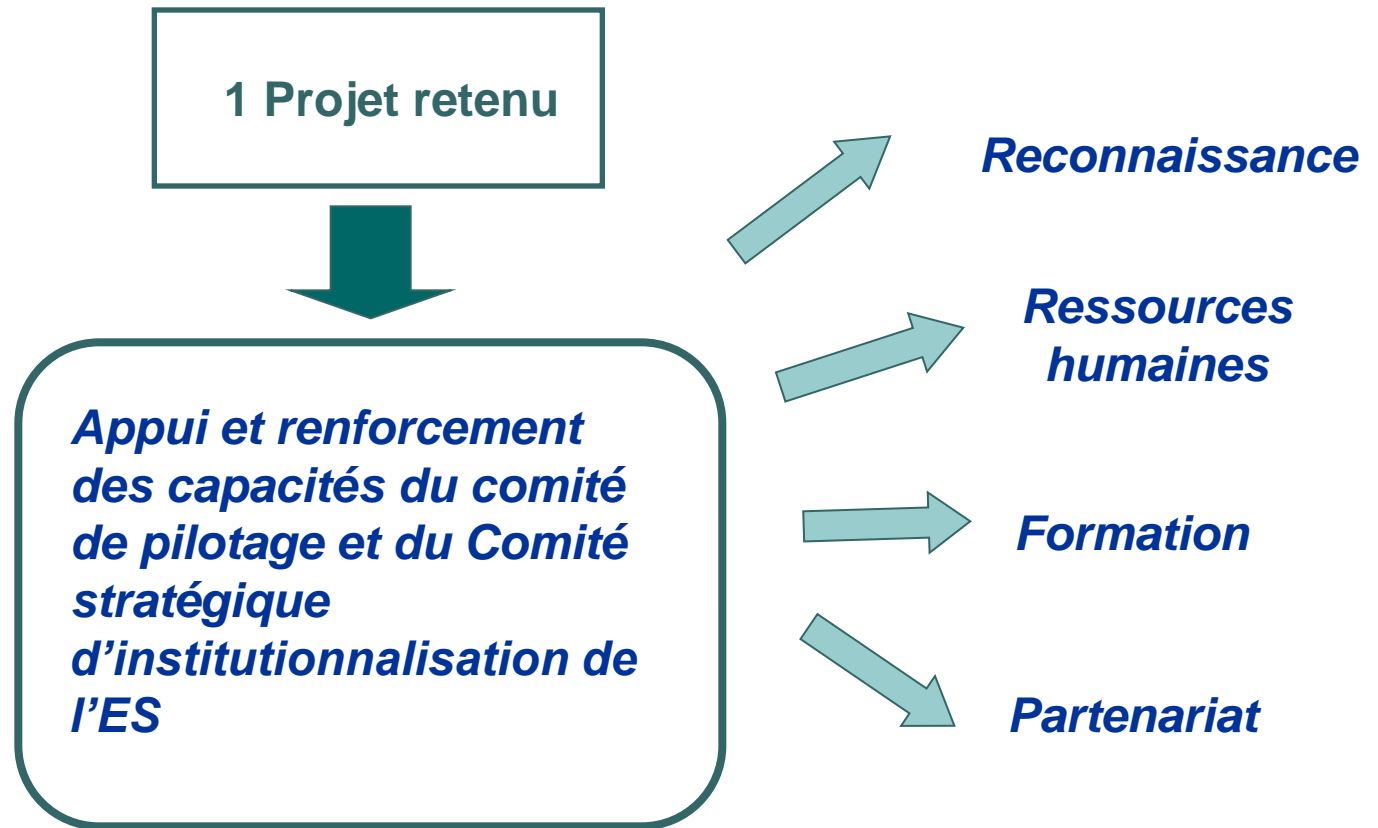 1 Projet retenu
Appui et renforcement
des capacités du comité
de pilotage et du Comité
stratégique
d'institutionnalisation de
l'ES
Reconnaissance
Ressources
humaines
Formation
Partenariat